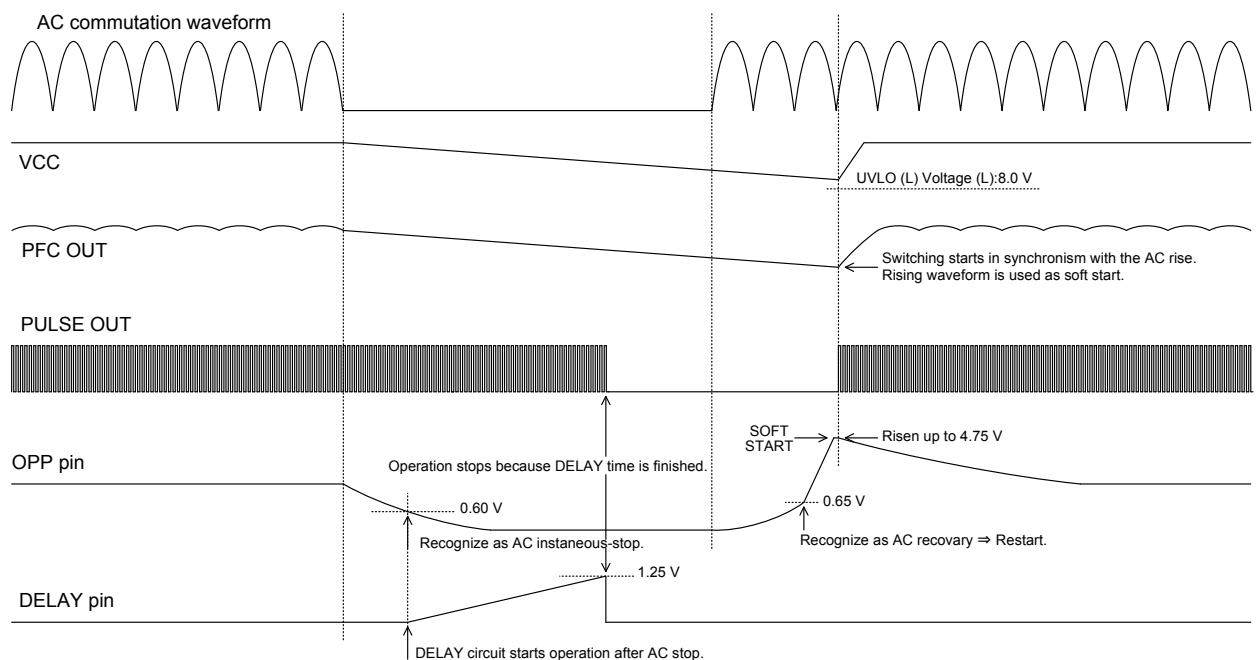 AC commutation waveform
VCC
UVLO (L) Voltage (L):8.0 V
PFC OUT
Switching starts in synchronism with the AC rise.
Rising waveform is used as soft start.
PULSE OUT
SOFT
START
Risen up to 4.75 V
OPP pin
Operation stops because DELAY time is finished.
0.60 V
0.65 V
Recognize as AC instaneous-stop.
Recognize as AC recovery ⇒ Restart.
1.25 V
DELAY pin
DELAY circuit starts operation after AC stop.